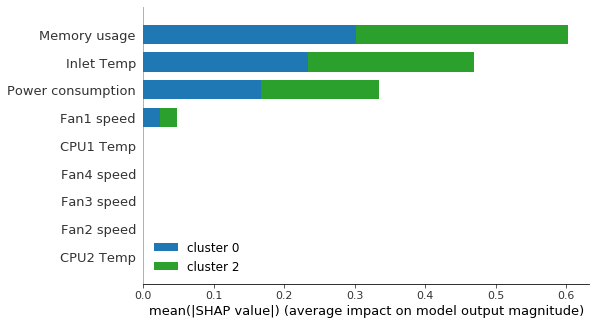 Memory usage
Inlet Temp
Power consumption
Fan1 speed
CPU1 Temp
Fan4 speed
Fan3 speed
Fan2 speed
CPU2 Temp
cluster 0
cluster 2
0.0 0.1 0.2 0.3 0.4 0.5 0.6
mean(|SHAP value|) (average impact on model output magnitude)